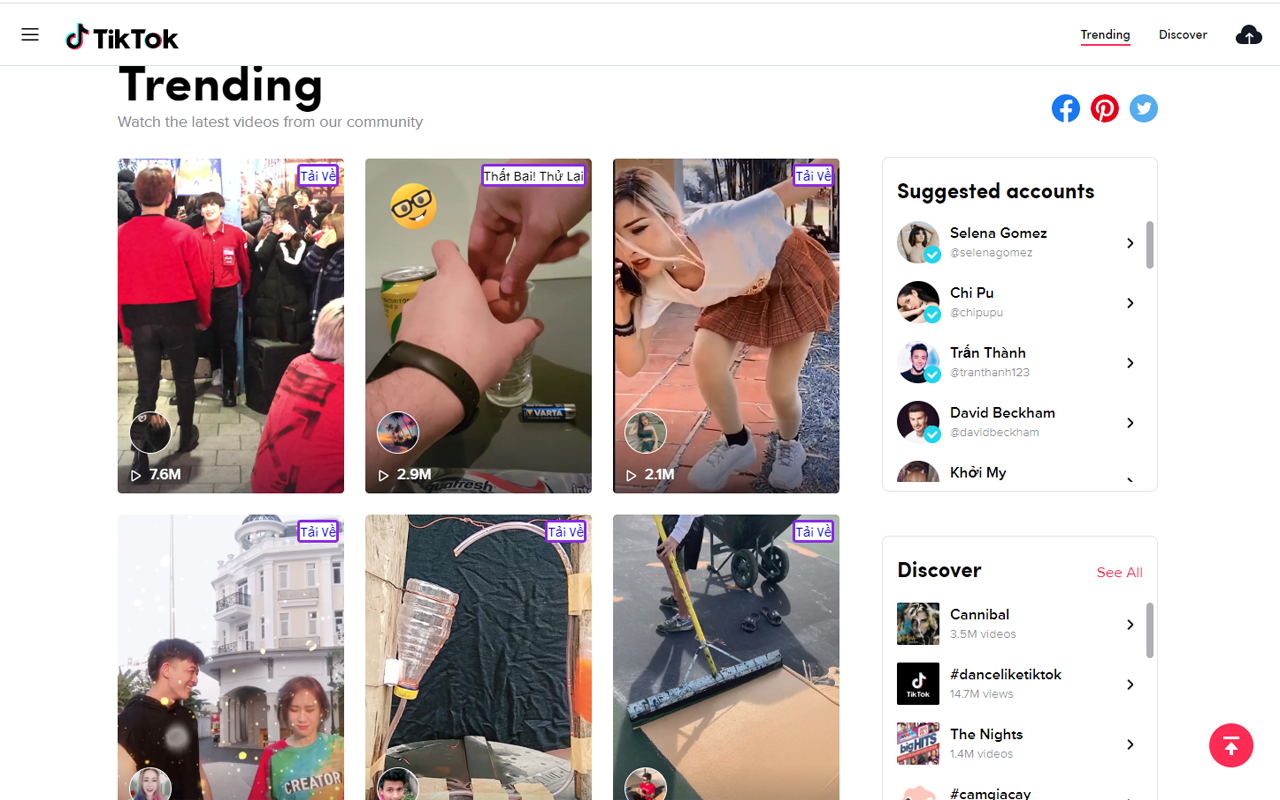 TikTok
Trending
Discover
Trending
Watch the latest videos from our community
Tải Về
Thất Bại! Thử Lại
Tải Về
VARTA
7.6M
2.9M
2.1M
Suggested accounts
Selena Gomez
@selenagomez
Chi Pu
@chipupu
Trấn Thành
@tranthanh123
David Beckham
@davidbeckham
Khởi My
Tải Về
Tải Về
Tải Về
CREATOR
Discover
See All
Cannibal
3.5M videos
TikTok
#danceliketiktok
14.7M views
big HITS
The Nights
1.4M videos
#camgiacay